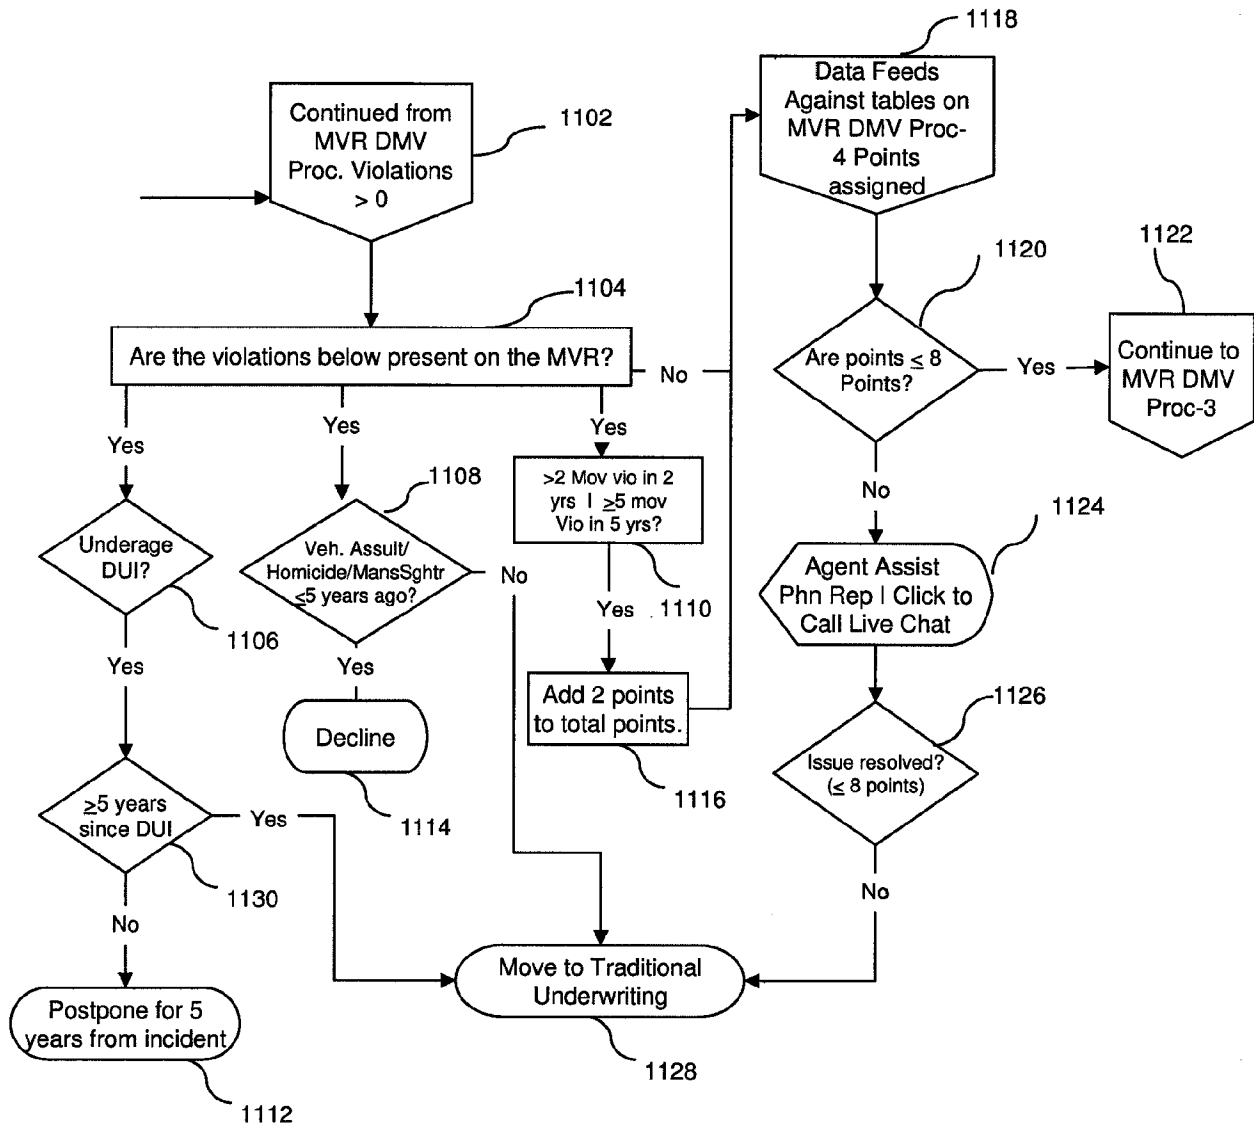 1118
Data Feeds
Against tables on
MVR DMV Proc-
4 Points
assigned
Continued from
MVR DMV
Proc. Violations
> 0
1102
1120
1122
1104
Are the violations below present on the MVR?
No
Are points ≤ 8
Points?
Yes
Continue to
MVR DMV
Proc-3
Yes
Yes
Yes
1108
>2 Mov vio in 2
yrs | ≥5 mov
Vio in 5 yrs?
No
1124
Underage
DUI?
Veh. Assult/
Homicide/MansSghtr
≤5 years ago?
No
1110
Agent Assist
Phn Rep | Click to
Call Live Chat
1106
Yes
Yes
Yes
Add 2 points
to total points.
1126
Decline
Issue resolved?
(≤ 8 points)
1116
≥5 years
since DUI
Yes
1114
1130
No
No
Move to Traditional
Underwriting
Postpone for 5
years from incident
1128
1112